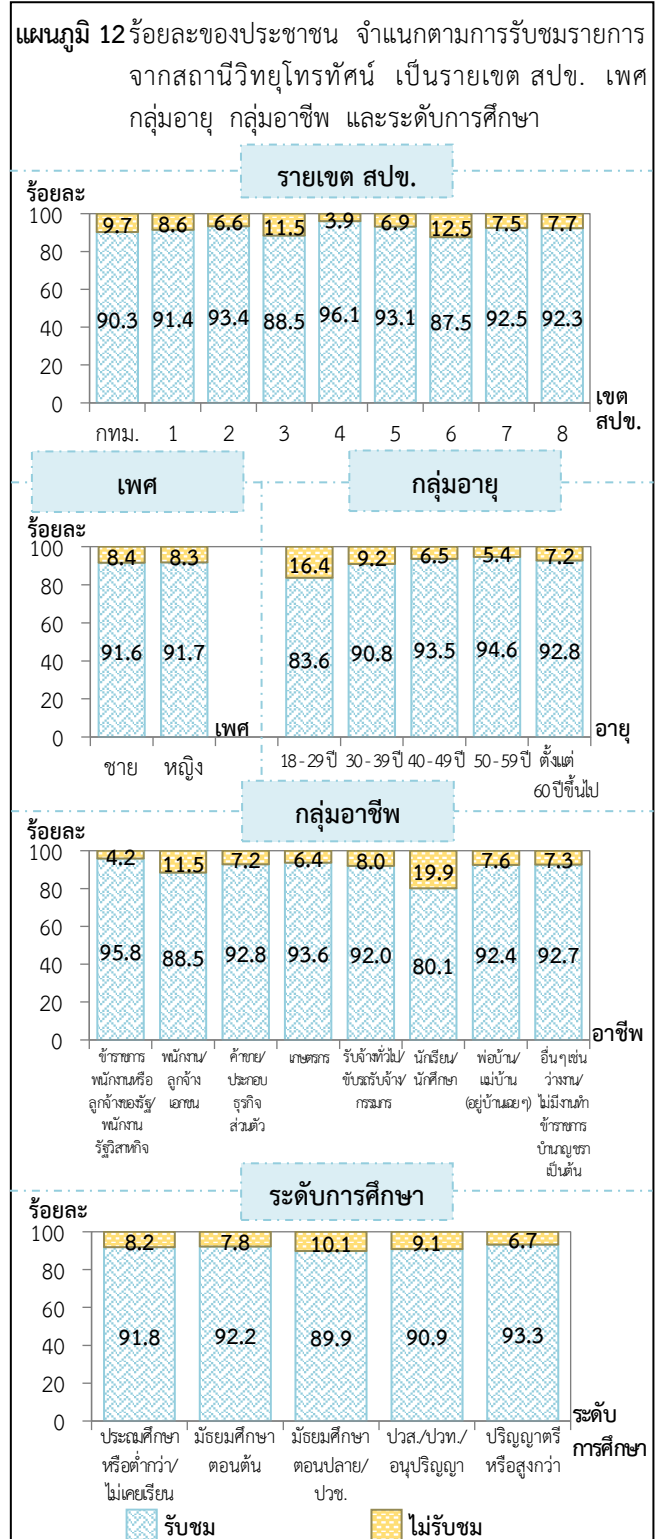 แผนภูมิ 12 ร้อยละของประชาชน จำแนกตามการรับชมรายการ
จากสถานีวิทยุโทรทัศน์ เป็นรายเขต สปข. เพศ
กลุ่มอายุ กลุ่มอาชีพ และระดับการศึกษา
รายเขต สปข.
ร้อยละ
100
80
60
40
20
0
9.7 8.6 6.6 11.5 3.9 6.9 12.5 7.5 7.7
90.3 91.4 93.4 88.5 96.1 93.1 87.5 92.5 92.3
กทม. 1 2 3 4 5 6 7 8
เขต
สปข.
เพศ
ร้อยละ
100
80
60
40
20
0
8.4 8.3
91.6 91.7
ชาย หญิง
เพศ
กลุ่มอายุ
16.4 9.2 6.5 5.4 7.2
83.6 90.8 93.5 94.6 92.8
18 - 29 ปี 30 - 39 ปี 40 - 49 ปี 50 - 59 ปี ตั้งแต่
60 ปีขึ้นไป
อายุ
กลุ่มอาชีพ
ร้อยละ
100
80
60
40
20
0
4.2 11.5 7.2 6.4 8.0 19.9 7.6 7.3
95.8 88.5 92.8 93.6 92.0 80.1 92.4 92.7
อาชีพ
ข้าราชการ
พนักงานหรือ
ลูกจ้างของรัฐ/
พนักงาน
รัฐวิสาหกิจ
พนักงาน/
ลูกจ้าง
เอกชน
ค้าขาย/
ประกอบ
ธุรกิจ
ส่วนตัว
เกษตรกร
รับจ้างทั่วไป/
ขับรถรับจ้าง/
กรรมกร
นักเรียน/
นักศึกษา
พ่อบ้าน/
แม่บ้าน
(อยู่บ้านเฉยๆ)
อื่นๆ เช่น
ว่างงาน/
ไม่มีงานทำ
ข้าราชการ
บำนาญ ชรา
เป็นต้น
ระดับการศึกษา
ร้อยละ
100
80
60
40
20
0
8.2 7.8 10.1 9.1 6.7
91.8 92.2 89.9 90.9 93.3
ระดับ
การศึกษา
ประถมศึกษา
หรือต่ำกว่า/
ไม่เคยเรียน
มัธยมศึกษา
ตอนต้น
มัธยมศึกษา
ตอนปลาย/
ปวช.
ปวส./ปวท./
อนุปริญญา
ปริญญาตรี
หรือสูงกว่า
รับชม ไม่รับชม